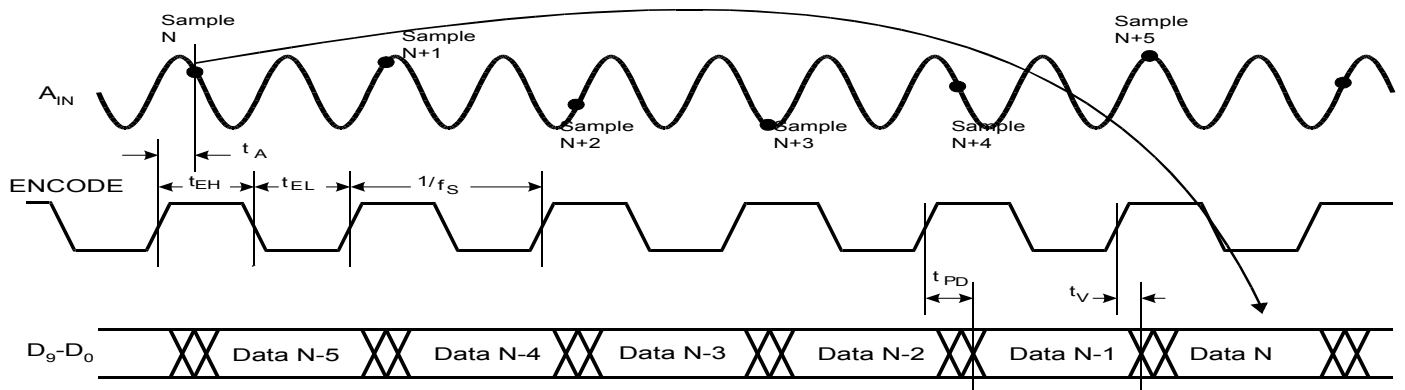 Sample
N
Sample
N+1
Sample
N+5
A_IN
Sample
N+2
Sample
N+3
Sample
N+4
t_A
ENCODE
t_EH
t_EL
1/f_S
t_PD
t_V
D_9-D_0
Data N-5
Data N-4
Data N-3
Data N-2
Data N-1
Data N